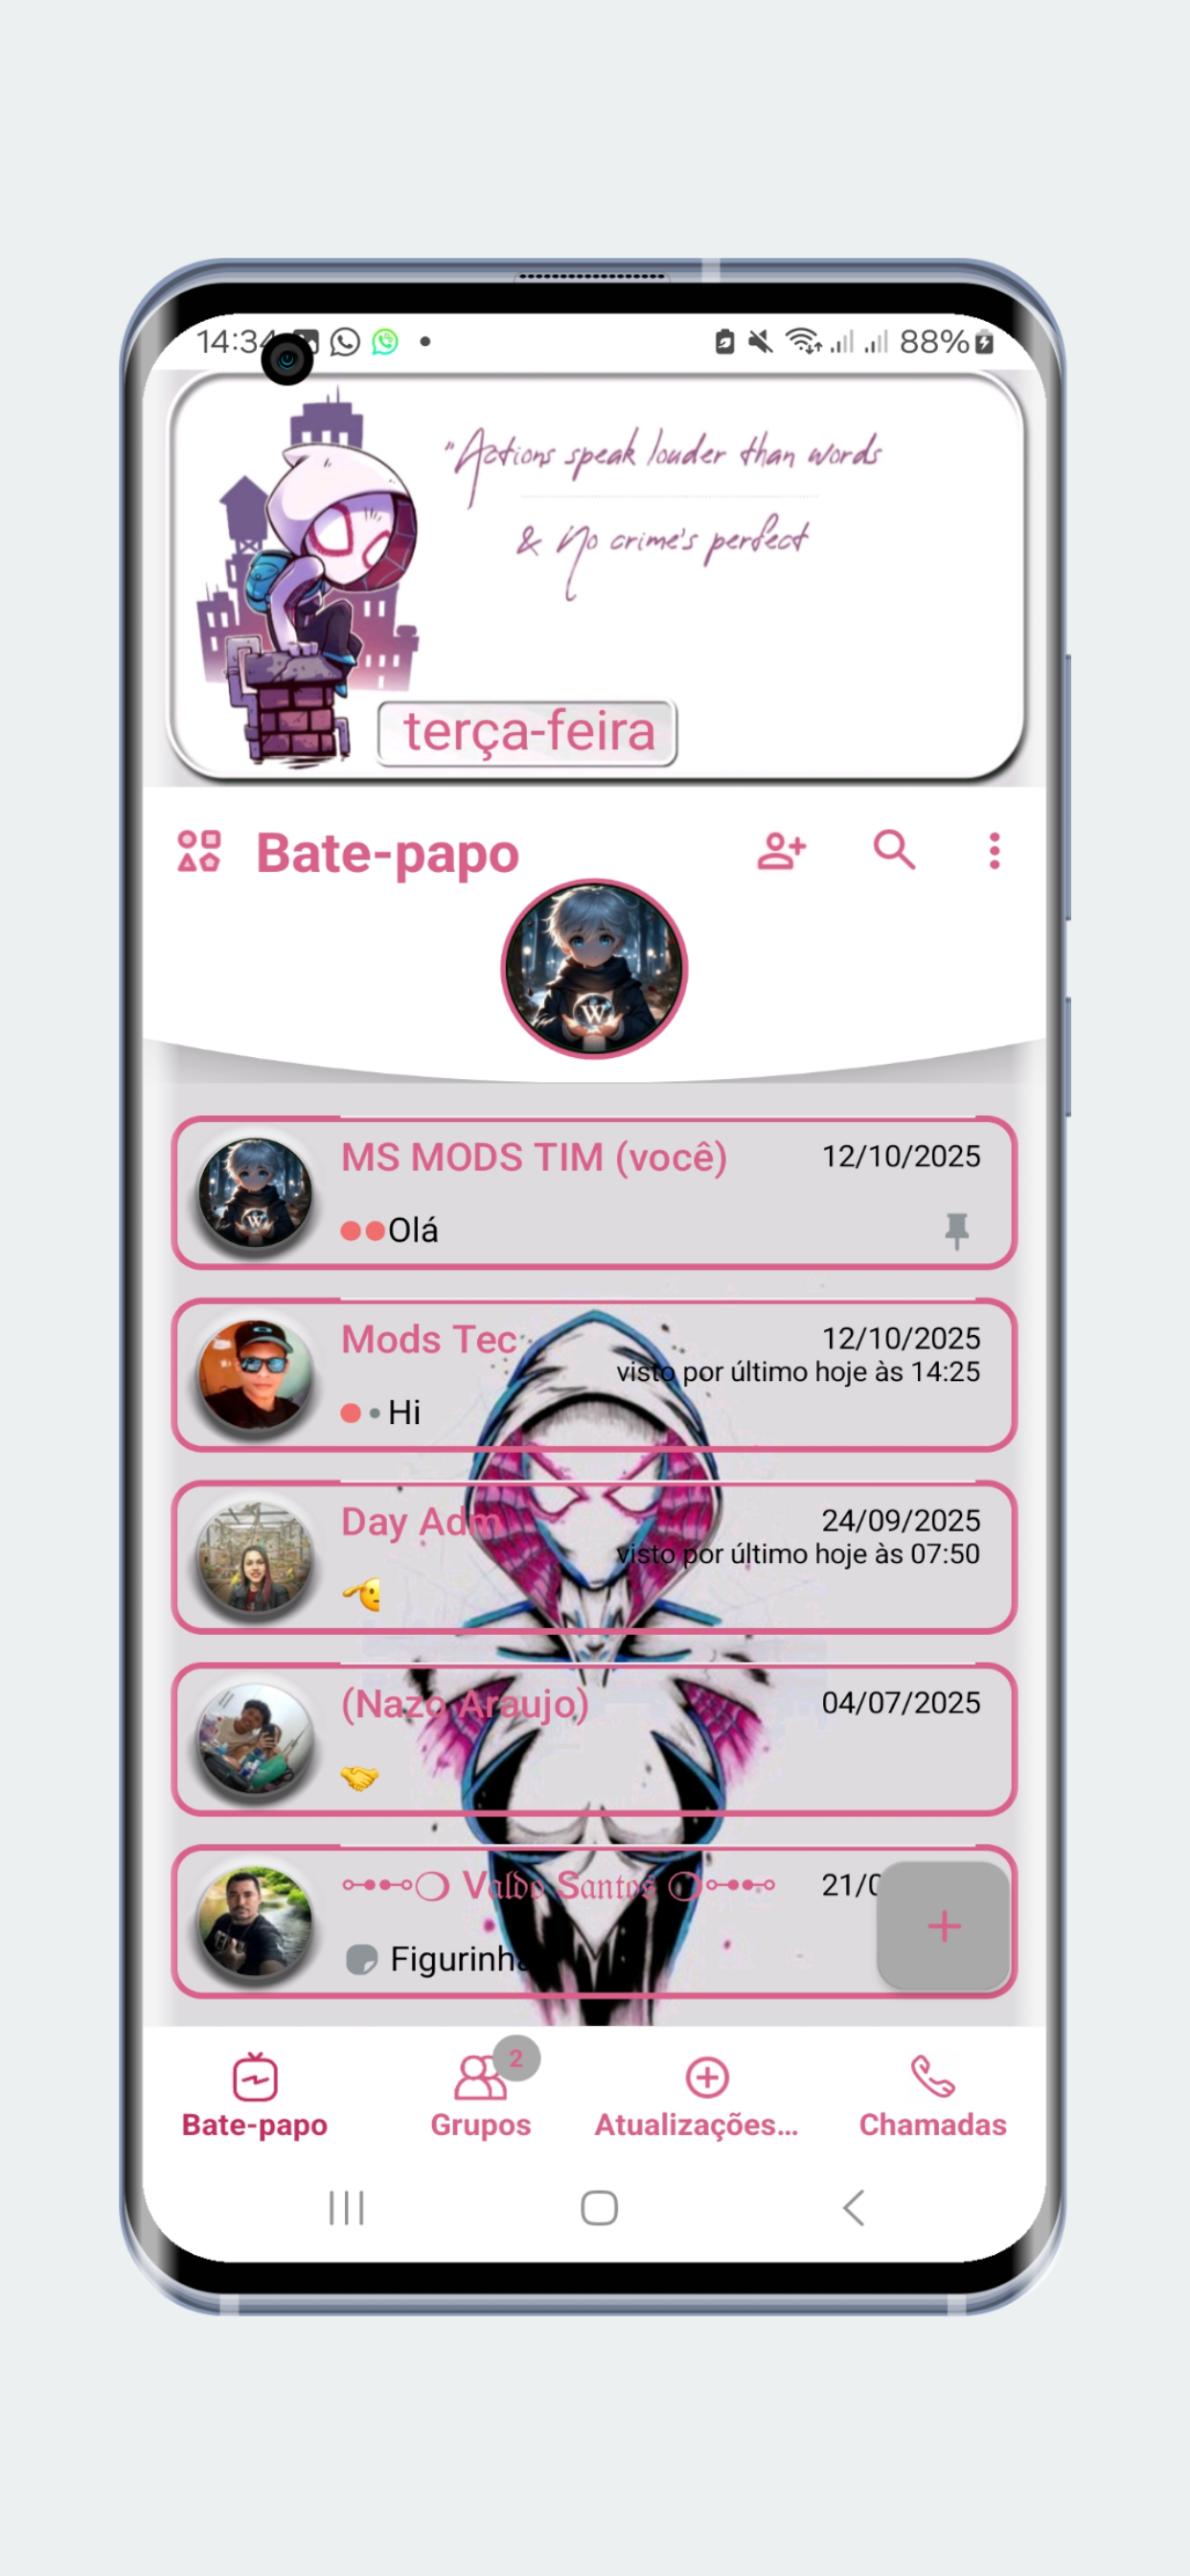 14:34
88%
"Actions speak louder than words
& No crime's perfect
terça-feira
Bate-papo
W
MS MODS TIM (você)
12/10/2025
Olá
Mods Tec
12/10/2025
visto por último hoje às 14:25
Hi
Day Adm
24/09/2025
visto por último hoje às 07:50
(Nazo Araujo)
04/07/2025
V𝔞𝔩𝔡𝔬 S𝔞𝔫𝔱𝔬𝔰
21/0
Figurinha
2
Bate-papo
Grupos
Atualizações...
Chamadas